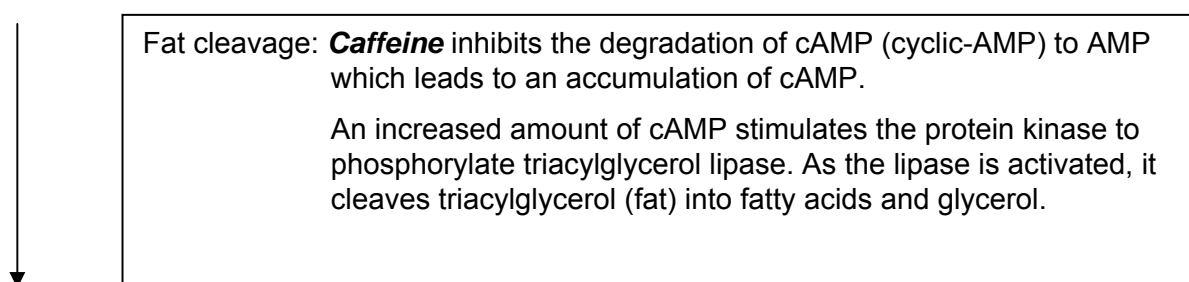 Fat cleavage: Caffeine inhibits the degradation of cAMP (cyclic-AMP) to AMP
which leads to an accumulation of cAMP.
An increased amount of cAMP stimulates the protein kinase to
phosphorylate triacylglycerol lipase. As the lipase is activated, it
cleaves triacylglycerol (fat) into fatty acids and glycerol.